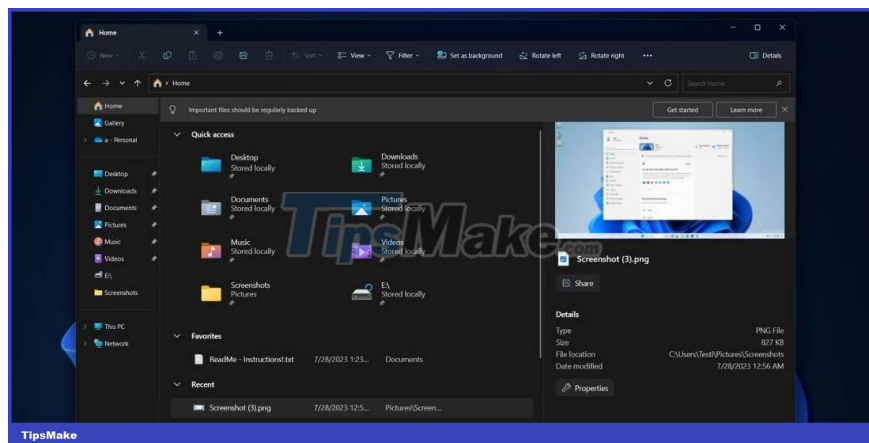 Home
New
Sort
View
Filter
Set as background
Rotate left
Rotate right
Details
Home
Search Home
Home
Gallery
a - Personal
Desktop
Downloads
Documents
Pictures
Music
Videos
E:\
Screenshots
This PC
Network
Important files should be regularly backed up
Get started
Learn more
Quick access
Desktop
Stored locally
Downloads
Stored locally
Documents
Stored locally
Pictures
Stored locally
Music
Stored locally
Videos
Stored locally
Screenshots
Pictures
E:\
Stored locally
Favorites
ReadMe - Instructions!.txt 7/28/2023 1:23... Documents
Recent
Screenshot (3).png 7/28/2023 12:5... Pictures\Screen...
Screenshot (3).png
Share
Details
Type PNG File
Size 827 KB
File location C:\Users\Testl\Pictures\Screenshots
Date modified 7/28/2023 12:56 AM
Properties
TipsMake.com
TipsMake